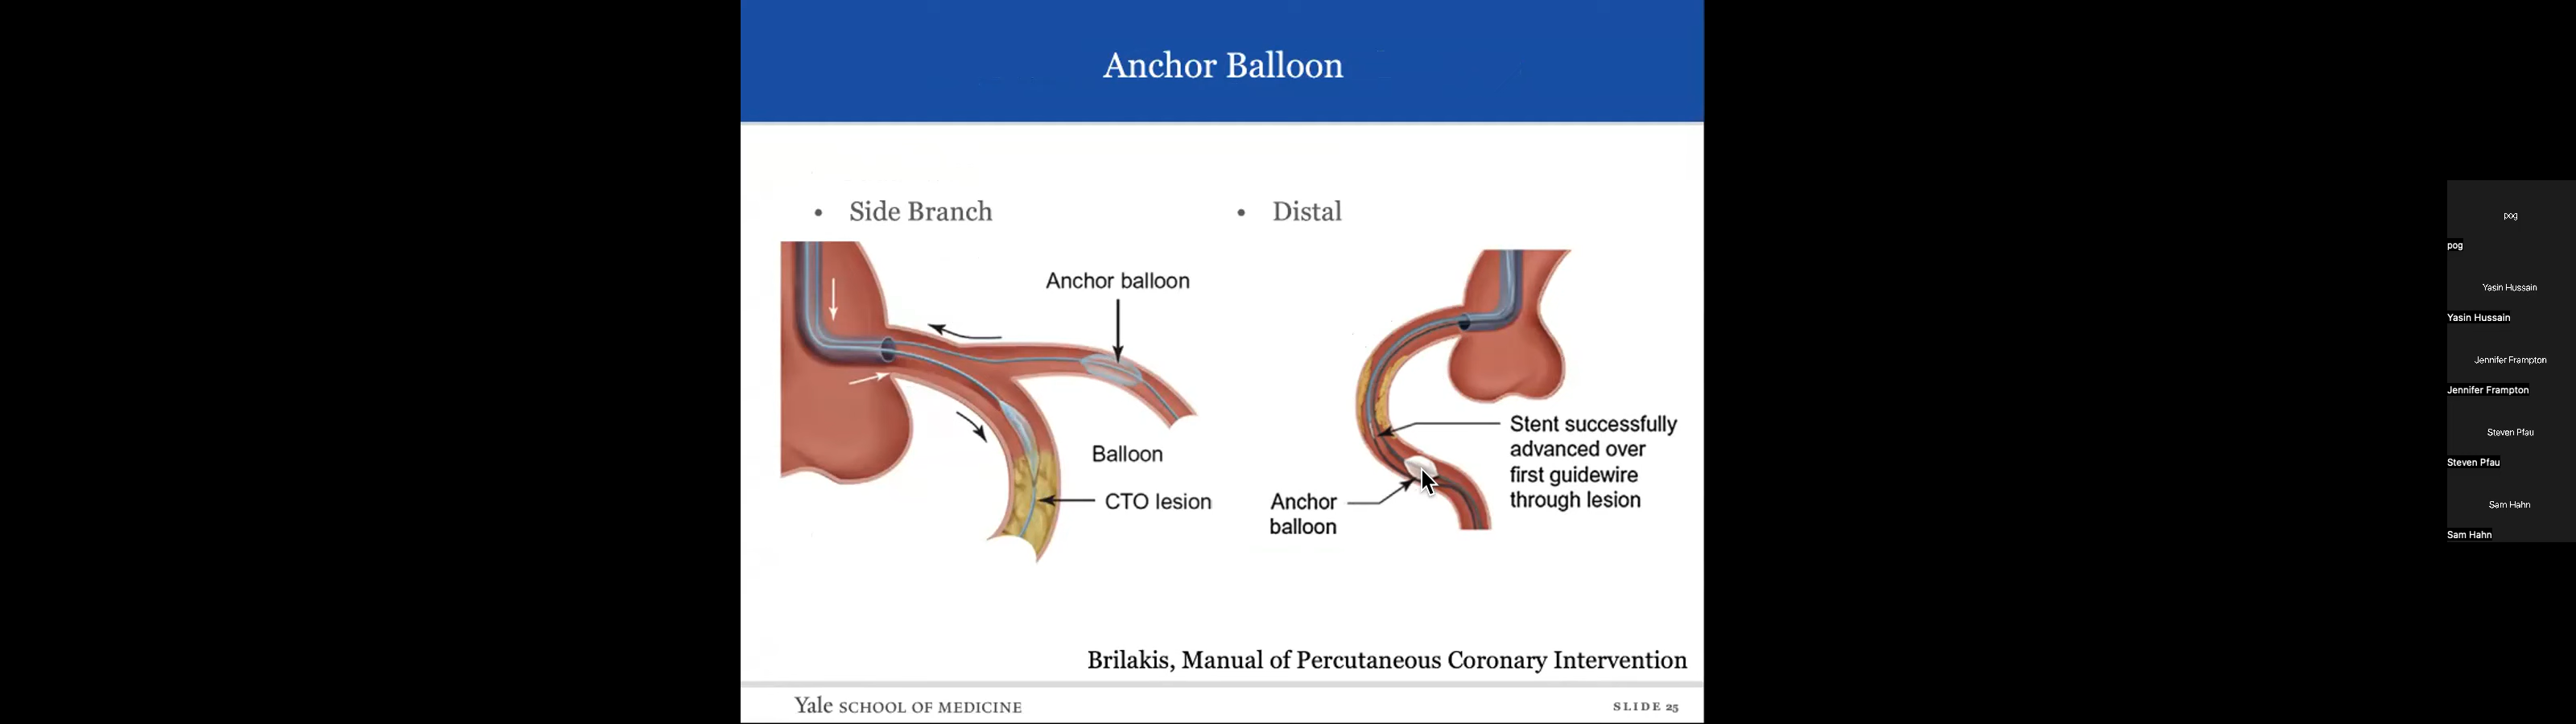 Anchor Balloon
• Side Branch
• Distal
Anchor balloon
Balloon
CTO lesion
Stent successfully
advanced over
first guidewire
through lesion
Anchor
balloon
Brilakis, Manual of Percutaneous Coronary Intervention
Yale SCHOOL OF MEDICINE
SLIDE 25
pog
pog
Yasin Hussain
Yasin Hussain
Jennifer Frampton
Jennifer Frampton
Steven Pfau
Steven Pfau
Sam Hahn
Sam Hahn